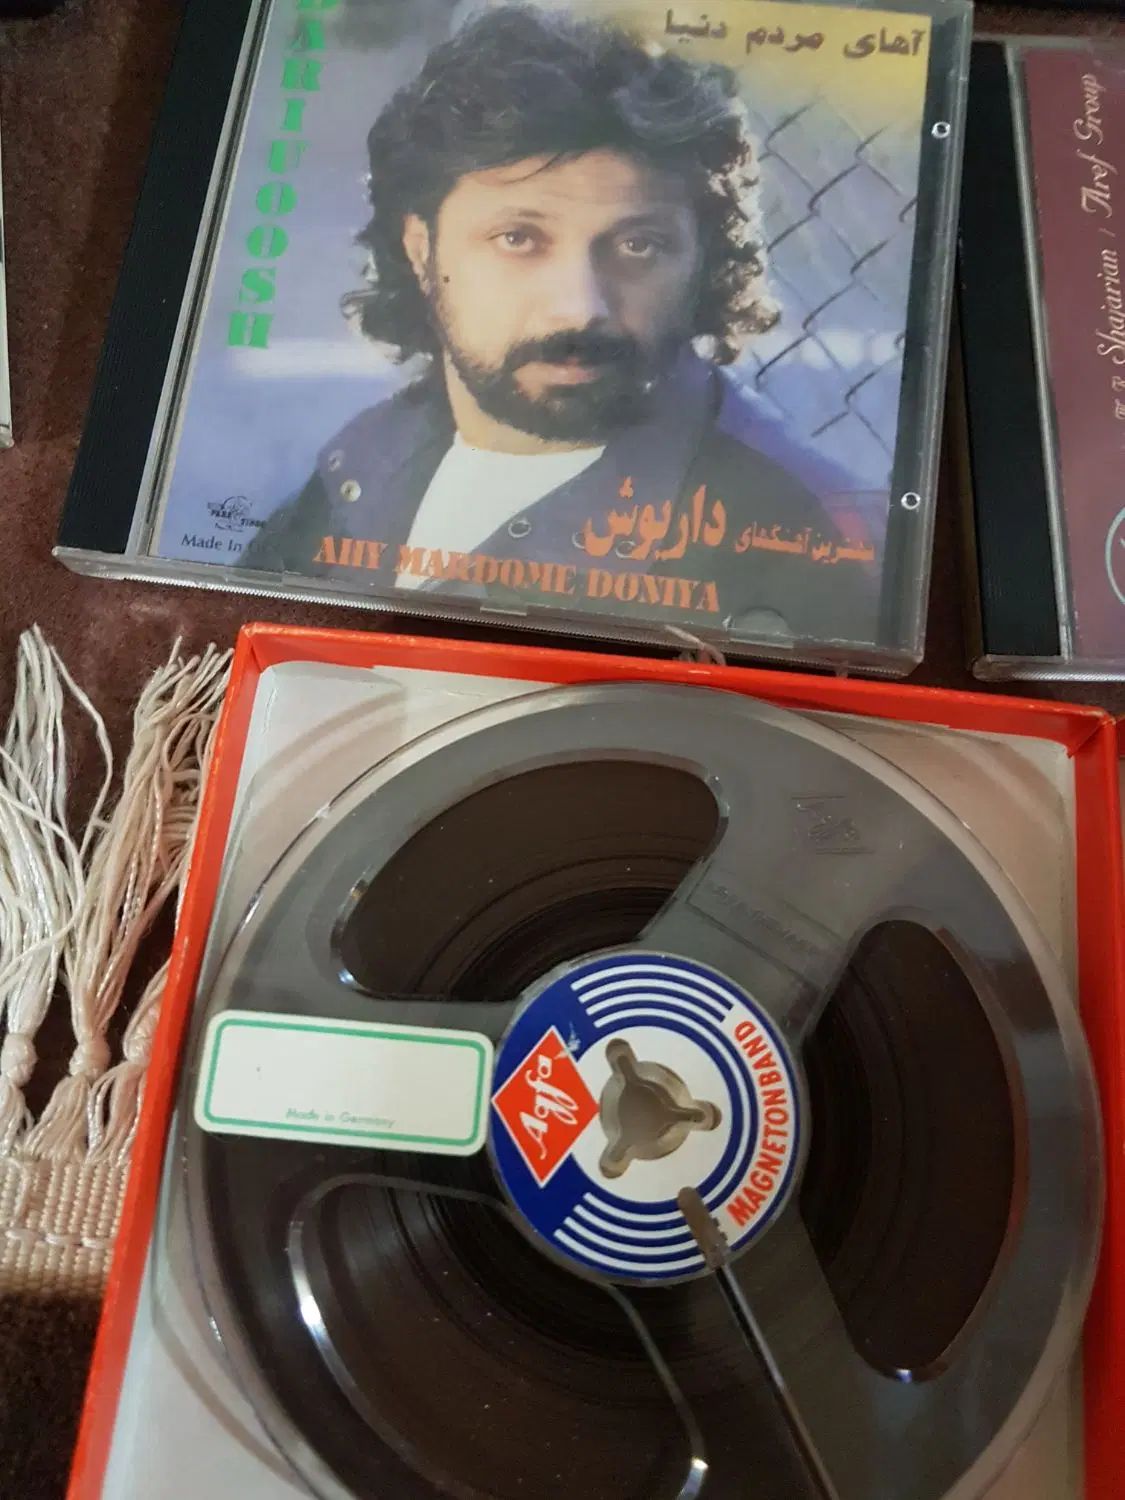 DARIUOOSH
آهای مردم دنیا
بهترین آهنگهای داریوش
Made In
AHY MARDOME DONIYA
Shajarian / Aref Group
Agfa
MAGNETONBAND
Made in Germany